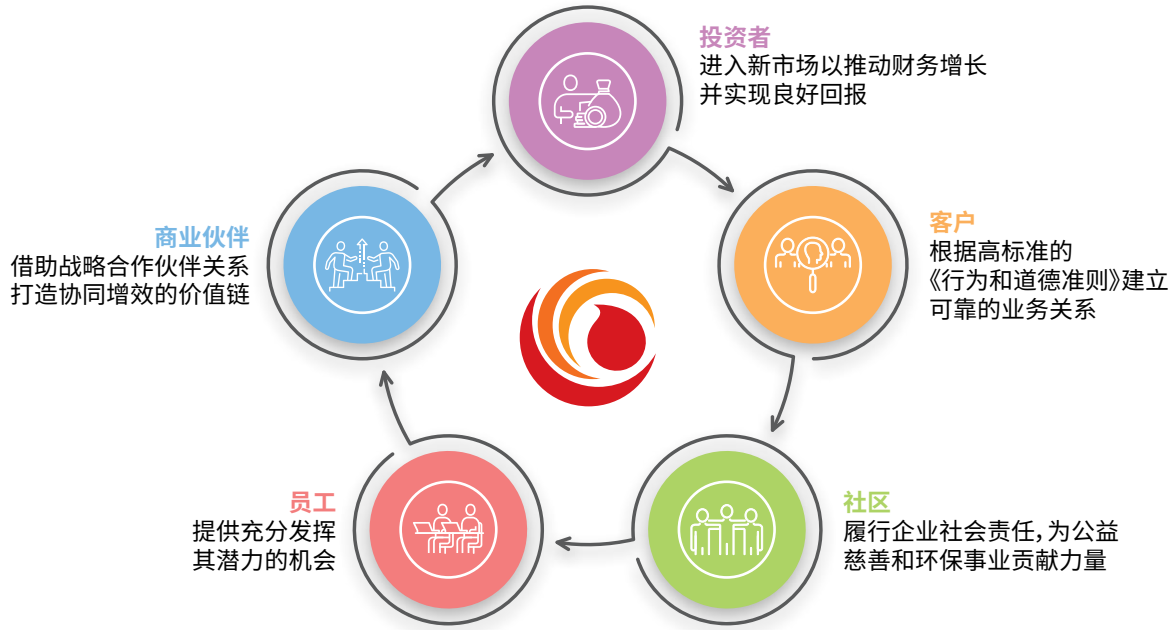 投资者
进入新市场以推动财务增长
并实现良好回报
客户
根据高标准的
《行为和道德准则》建立
可靠的业务关系
社区
履行企业社会责任，为公益
慈善和环保事业贡献力量
员工
提供充分发挥
其潜力的机会
商业伙伴
借助战略合作伙伴关系
打造协同增效的价值链